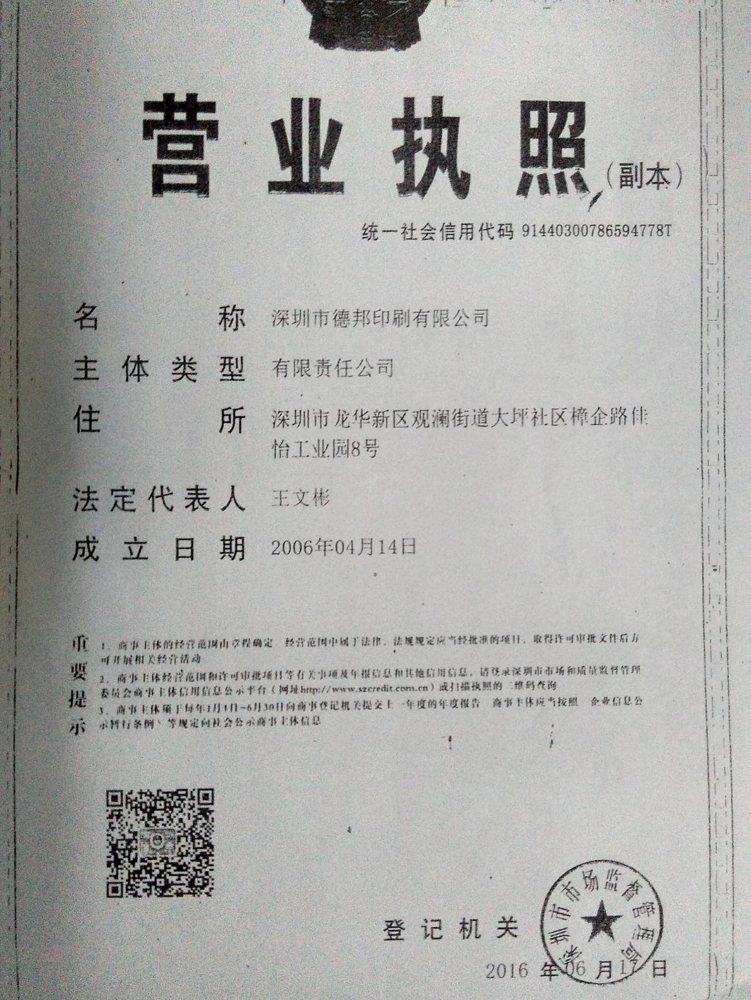 营业执照(副本)
统一社会信用代码 91440300786594778T
名称 深圳市德邦印刷有限公司
主体类型 有限责任公司
住所 深圳市龙华新区观澜街道大坪社区樟企路佳
怡工业园8号
法定代表人 王文彬
成立日期 2006年04月14日
重要提示
1、商事主体的经营范围由章程确定 经营范围中属于法律、法规规定应当经批准的项目、取得许可审批文件后方
可开展相关经营活动
2、商事主体经营范围和许可审批项目等有关事项及年报信息和其他信用信息，请登录深圳市市场和质量监督管理
委员会商事主体信用信息公示平台（网址http://www.szcredit.com.cn）或扫描执照的二维码查询
3、商事主体须于每年1月1日-6月30日向商事登记机关提交上一年度的年度报告 商事主体应当按照 企业信息公
示暂行条例 等规定向社会公示商事主体信息
登记机关
深圳市市场监督管理局
2016 年 06 月 17 日